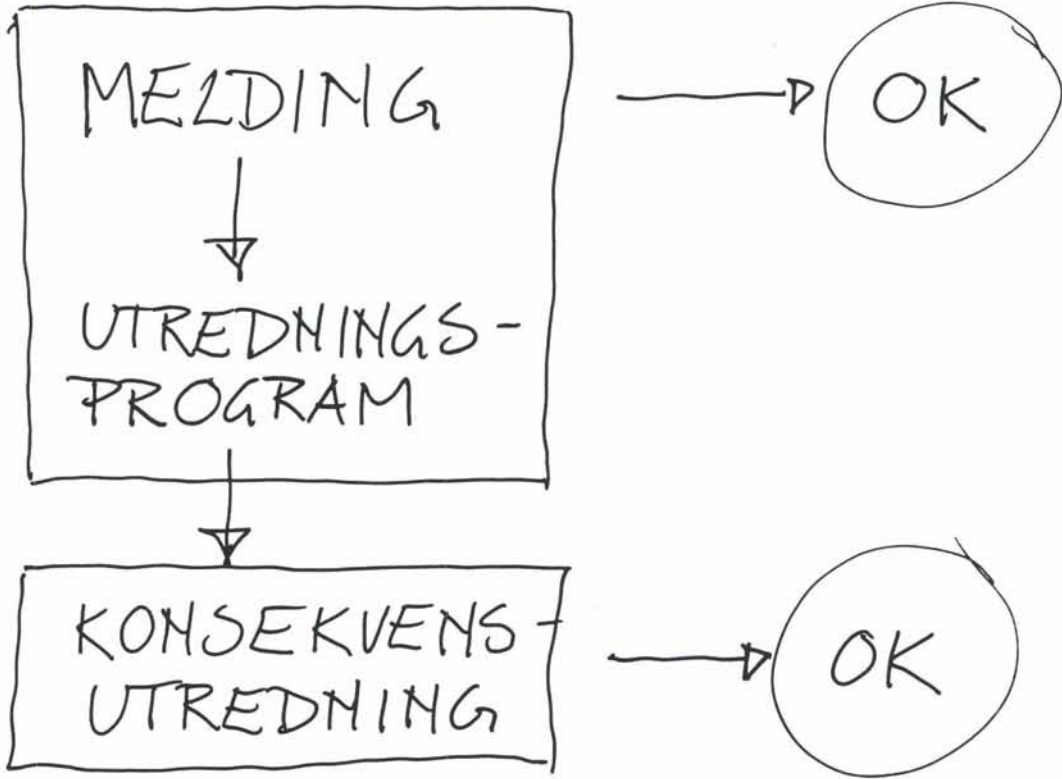 MELDING
OK
UTREDNINGS-
PROGRAM
KONSEKVENS-
UTREDNING
OK